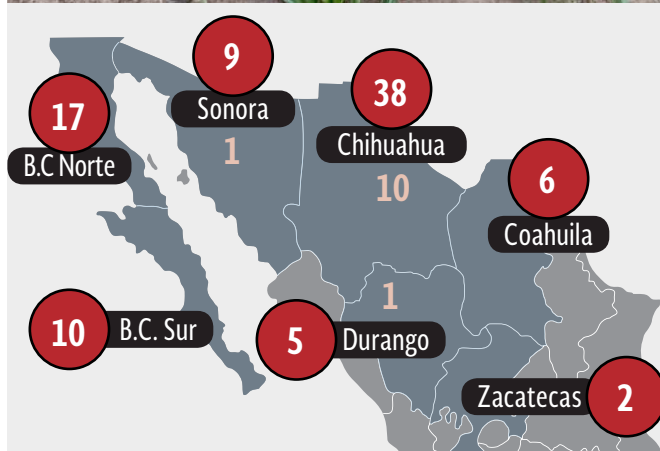 9
Sonora
1
17
B.C Norte
38
Chihuahua
10
6
Coahuila
10
B.C. Sur
1
5
Durango
Zacatecas
2